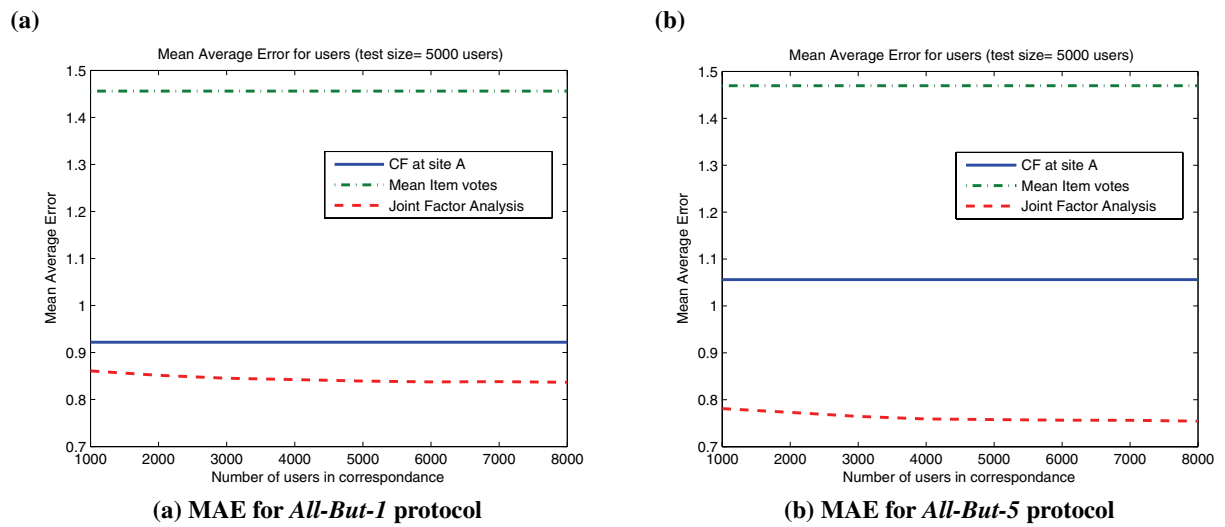 (a)
Mean Average Error for users (test size= 5000 users)
1.5
1.4
1.3
1.2
1.1
1
0.9
0.8
0.7
Mean Average Error
CF at site A
Mean Item votes
Joint Factor Analysis
1000 2000 3000 4000 5000 6000 7000 8000
Number of users in correspondance
(a) MAE for All-But-1 protocol
(b)
Mean Average Error for users (test size= 5000 users)
1.5
1.4
1.3
1.2
1.1
1
0.9
0.8
0.7
Mean Average Error
CF at site A
Mean Item votes
Joint Factor Analysis
1000 2000 3000 4000 5000 6000 7000 8000
Number of users in correspondance
(b) MAE for All-But-5 protocol